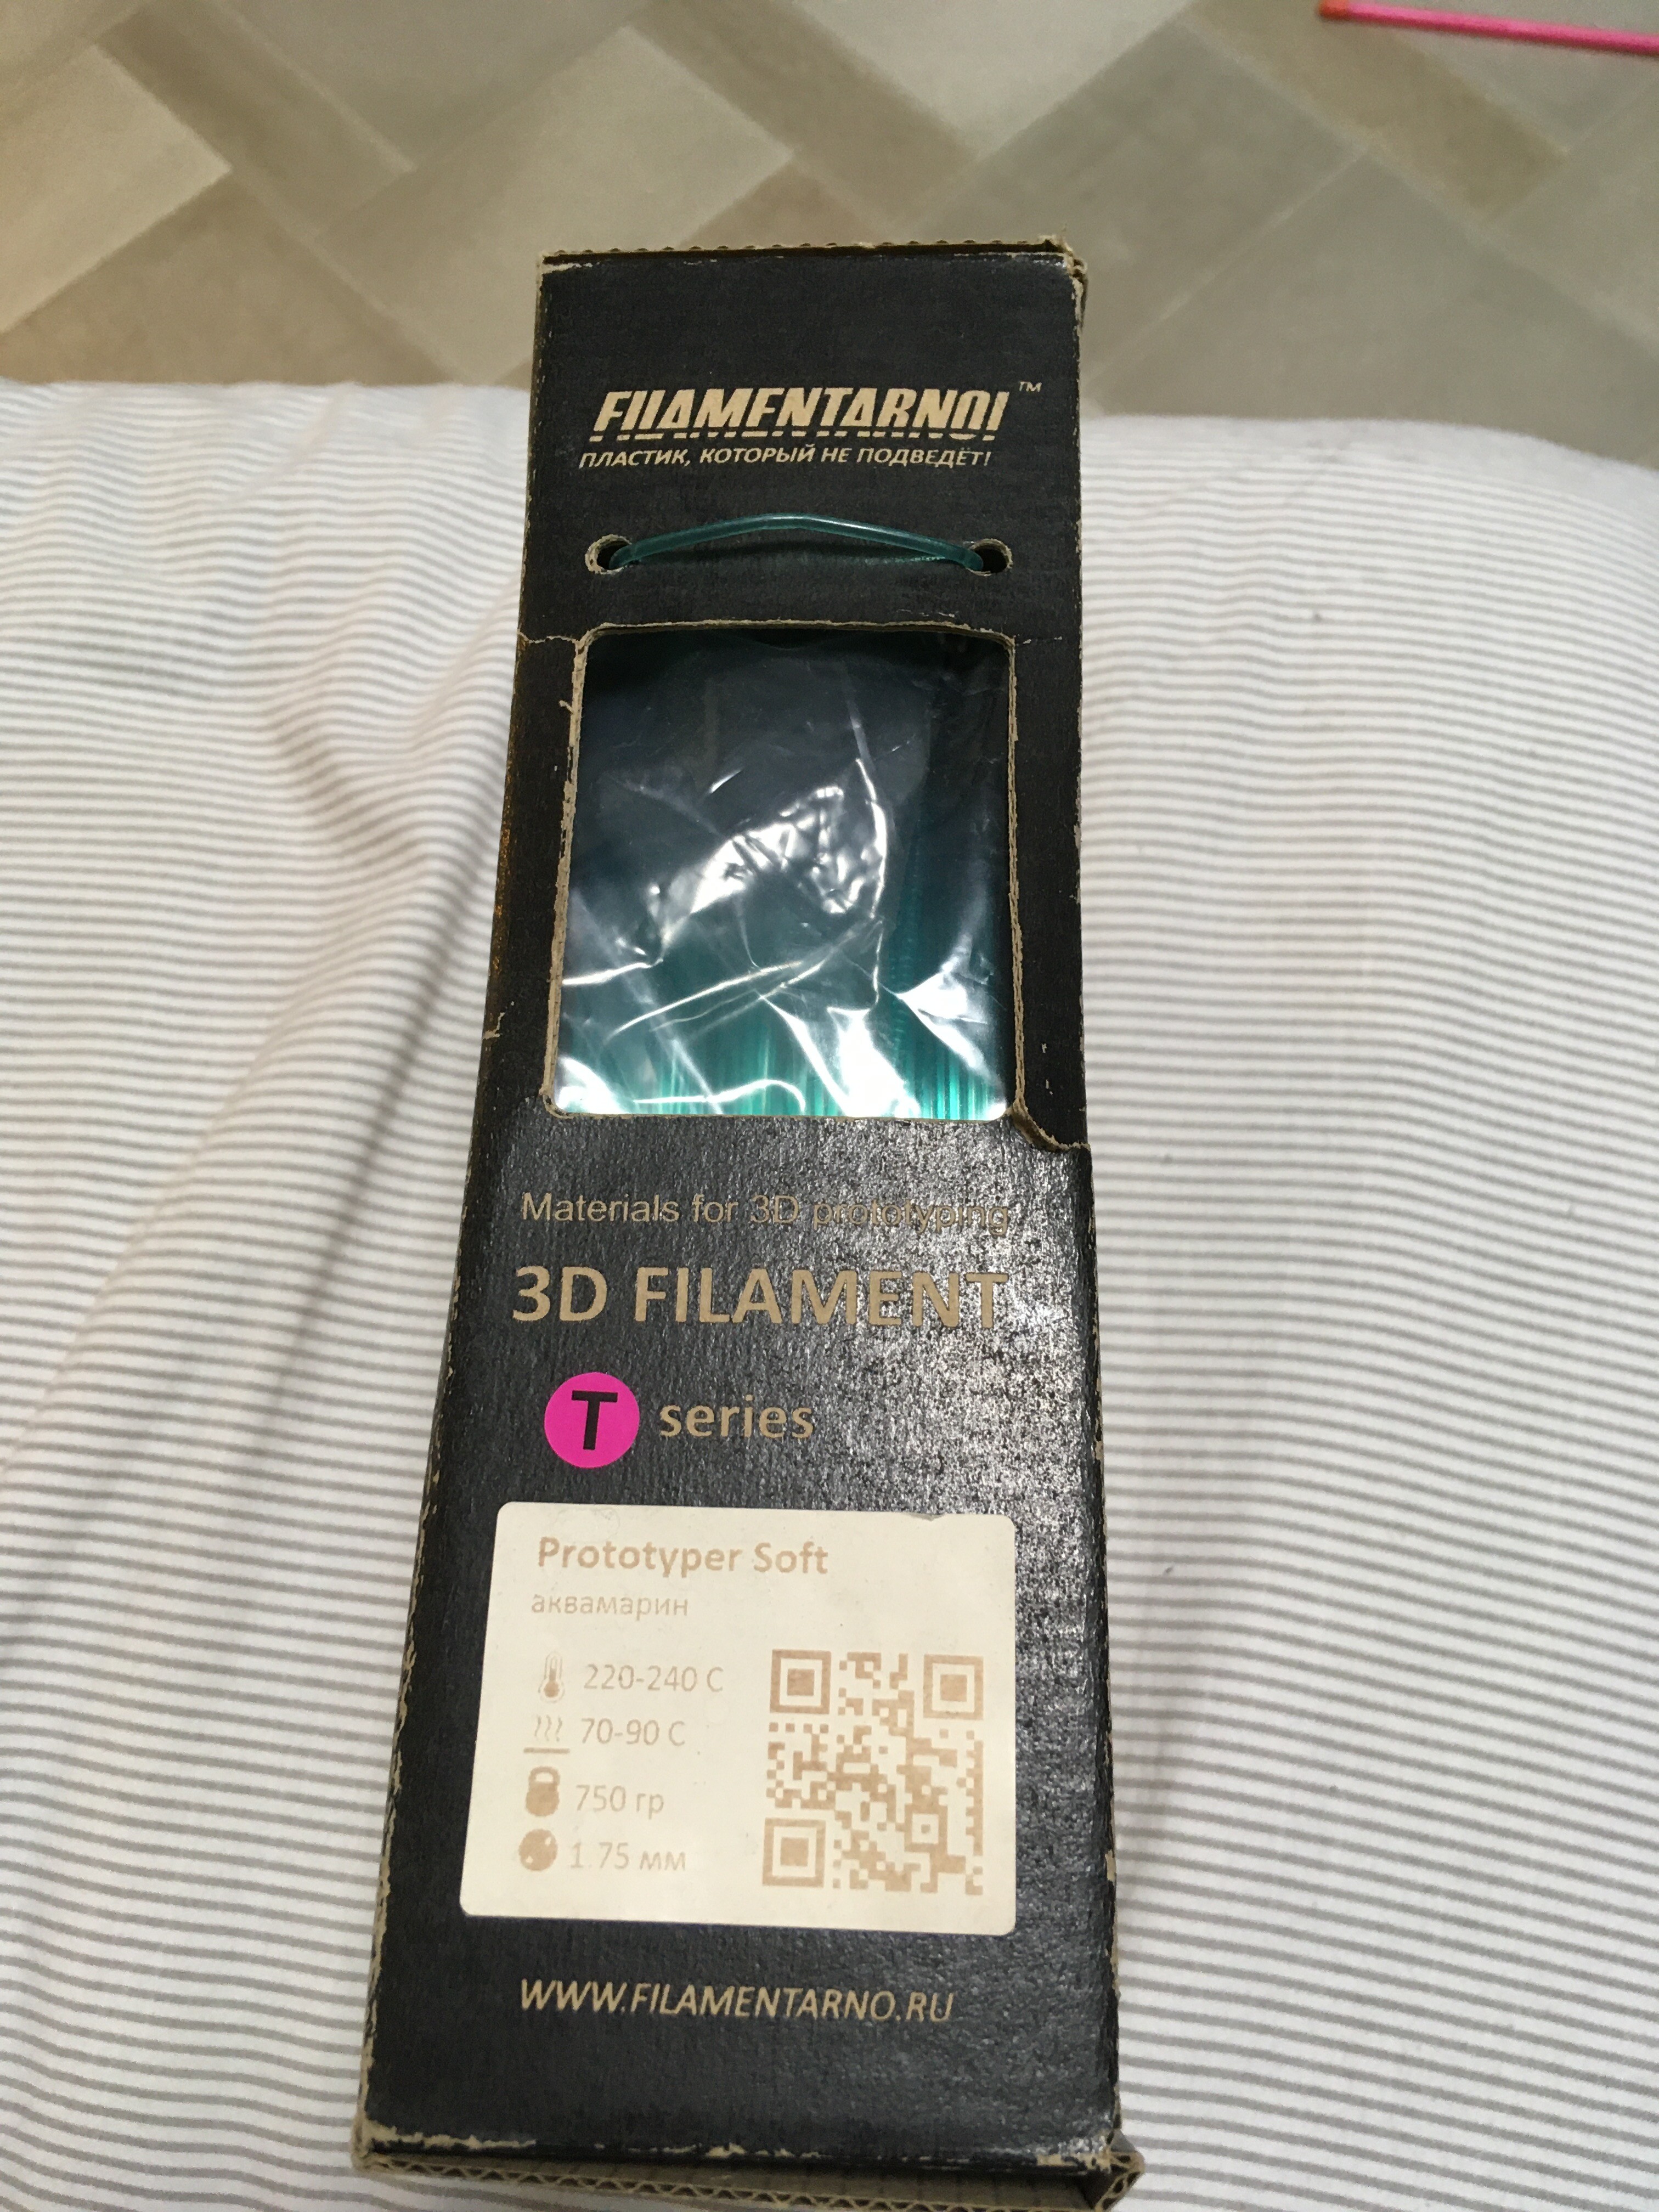 FILAMENTARNO!™
ПЛАСТИК, КОТОРЫЙ НЕ ПОДВЕДЁТ!
Materials for 3D prototyping
3D FILAMENT
T series
Prototyper Soft
аквамарин
220-240 C
70-90 C
750 гр
1.75 мм
WWW.FILAMENTARNO.RU